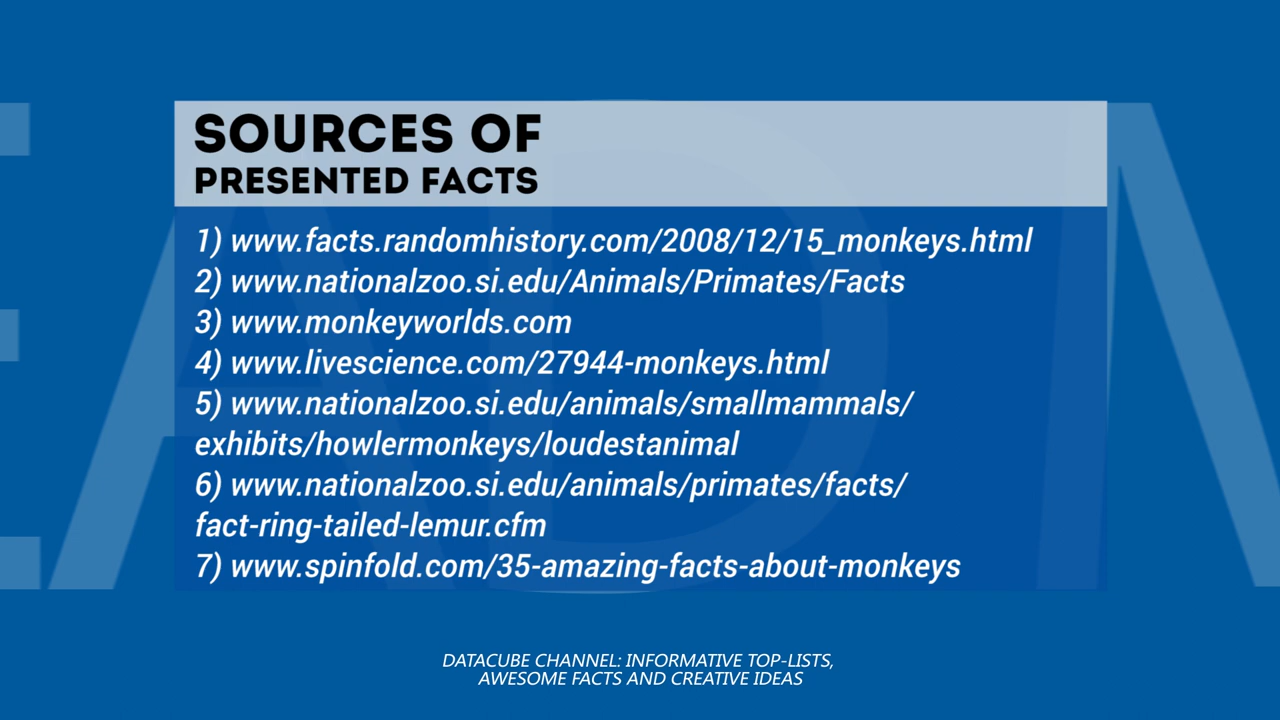 SOURCES OF
PRESENTED FACTS
1) www.facts.randomhistory.com/2008/12/15_monkeys.html
2) www.nationalzoo.si.edu/Animals/Primates/Facts
3) www.monkeyworlds.com
4) www.livescience.com/27944-monkeys.html
5) www.nationalzoo.si.edu/animals/smallmammals/
exhibits/howlermonkeys/loudestanimal
6) www.nationalzoo.si.edu/animals/primates/facts/
fact-ring-tailed-lemur.cfm
7) www.spinfold.com/35-amazing-facts-about-monkeys
DATACUBE CHANNEL: INFORMATIVE TOP-LISTS,
AWESOME FACTS AND CREATIVE IDEAS